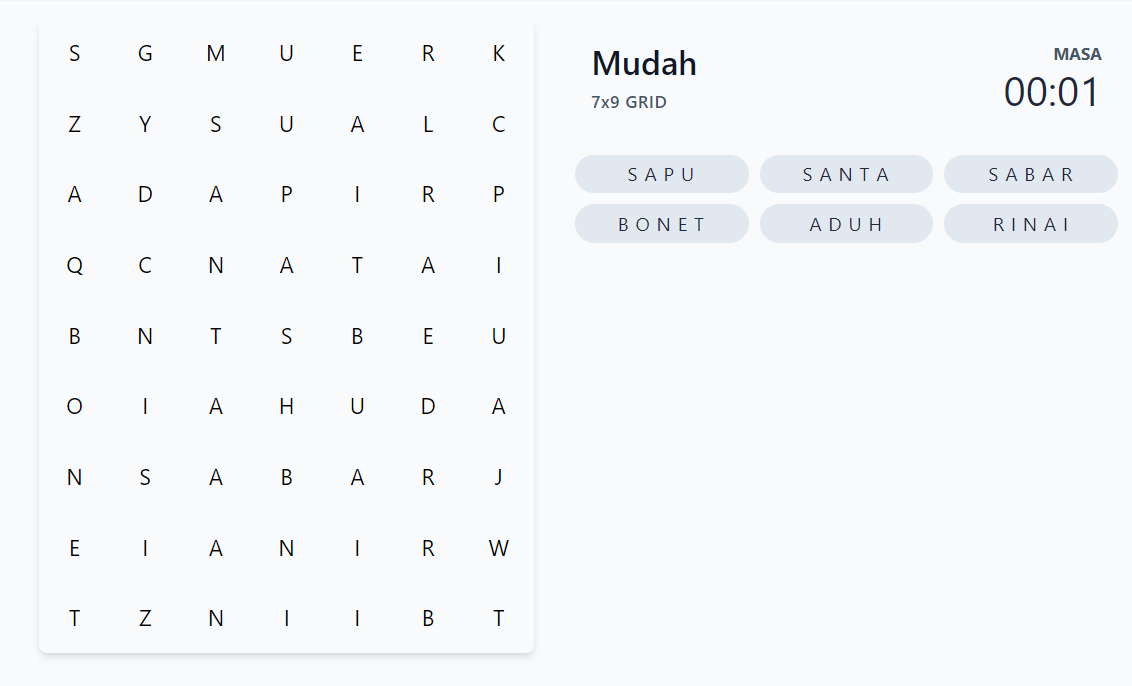 S G M U E R K
Z Y S U A L C
A D A P I R P
Q C N A T A I
B N T S B E U
O I A H U D A
N S A B A R J
E I A N I R W
T Z N I I B T
Mudah
7x9 GRID
MASA
00:01
SAPU SANTA SABAR
BONET ADUH RINAI